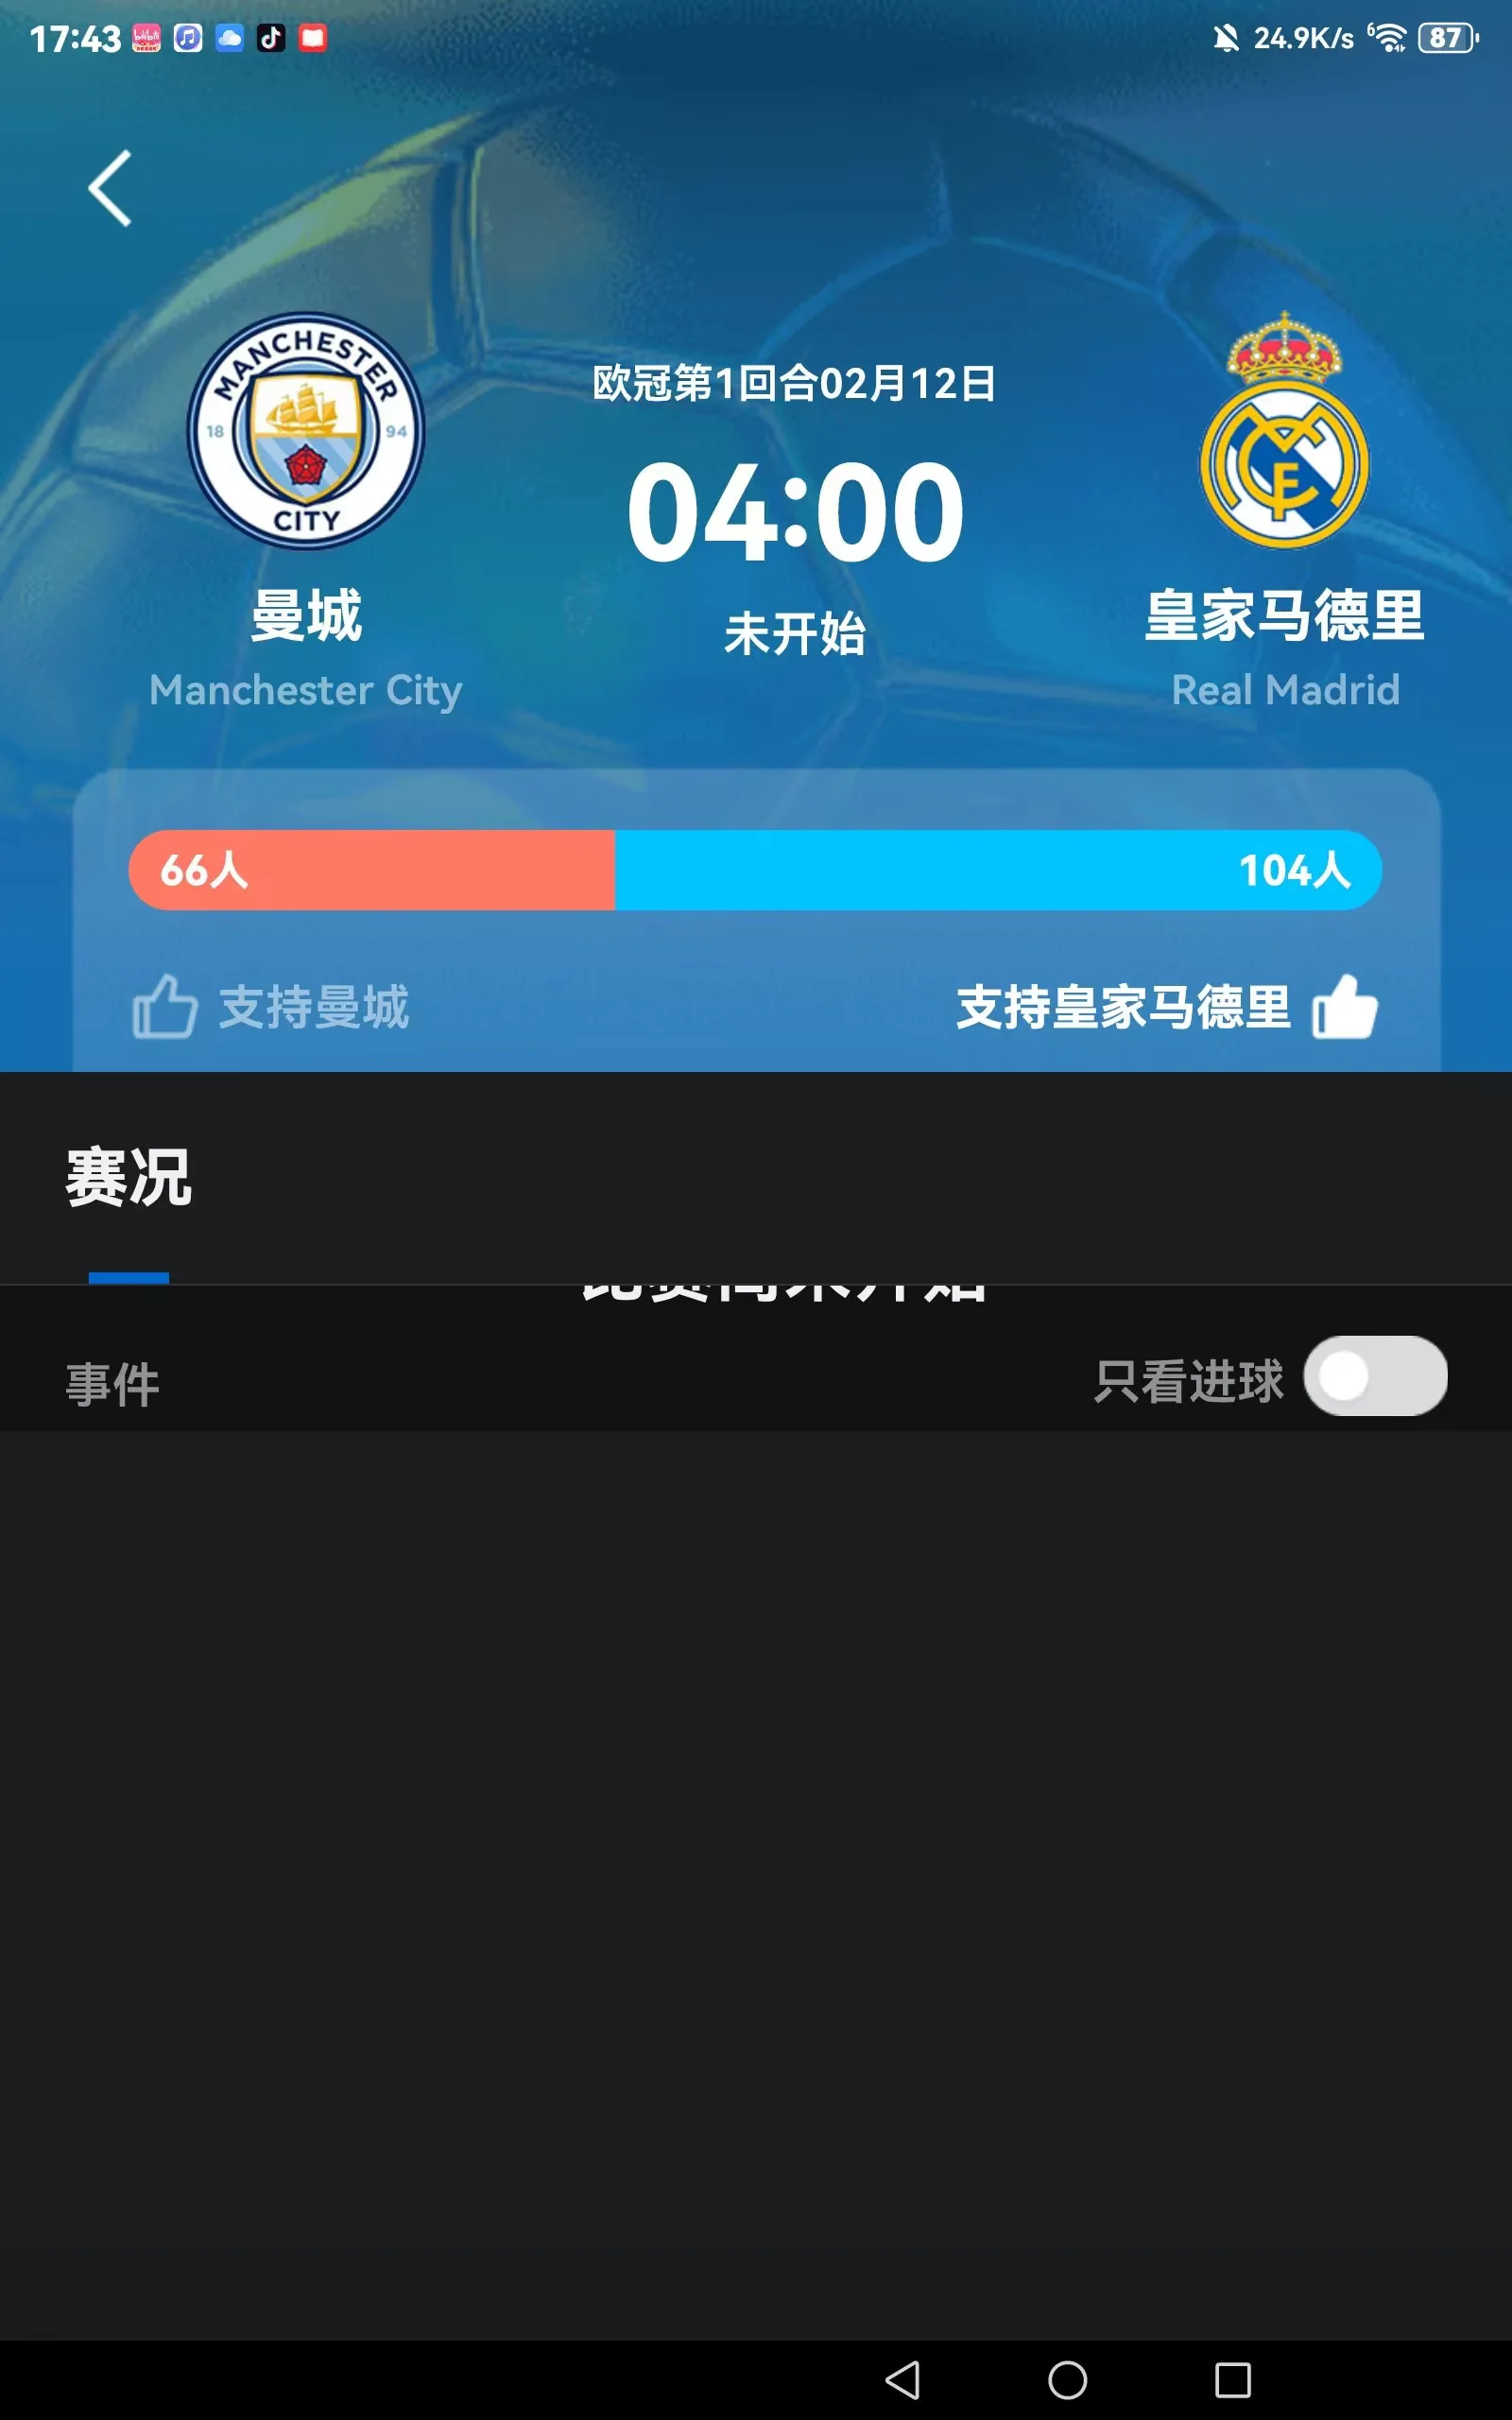 17:43
24.9K/s
6
87
MANCHESTER
18 94
CITY
欧冠第1回合02月12日
04:00
未开始
曼城
Manchester City
皇家马德里
Real Madrid
66人
104人
支持曼城
支持皇家马德里
赛况
事件
只看进球